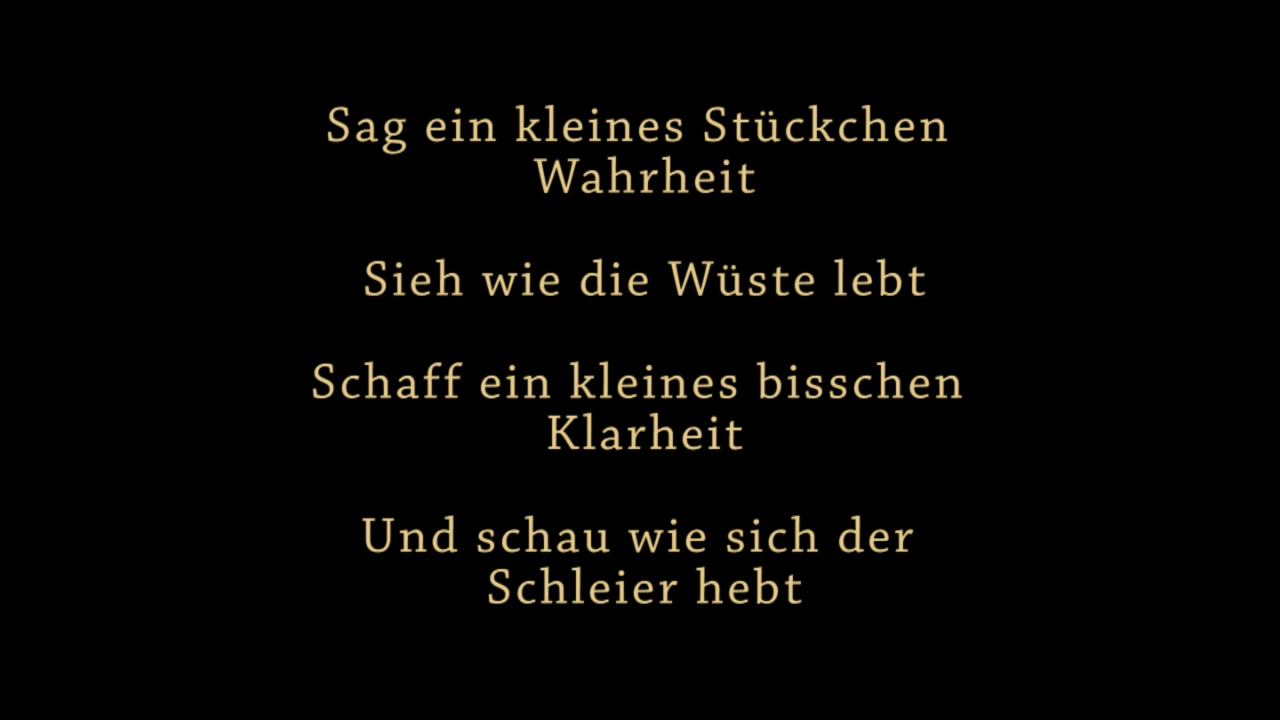 Sag ein kleines Stückchen
Wahrheit
Sieh wie die Wüste lebt
Schaff ein kleines bisschen
Klarheit
Und schau wie sich der
Schleier hebt